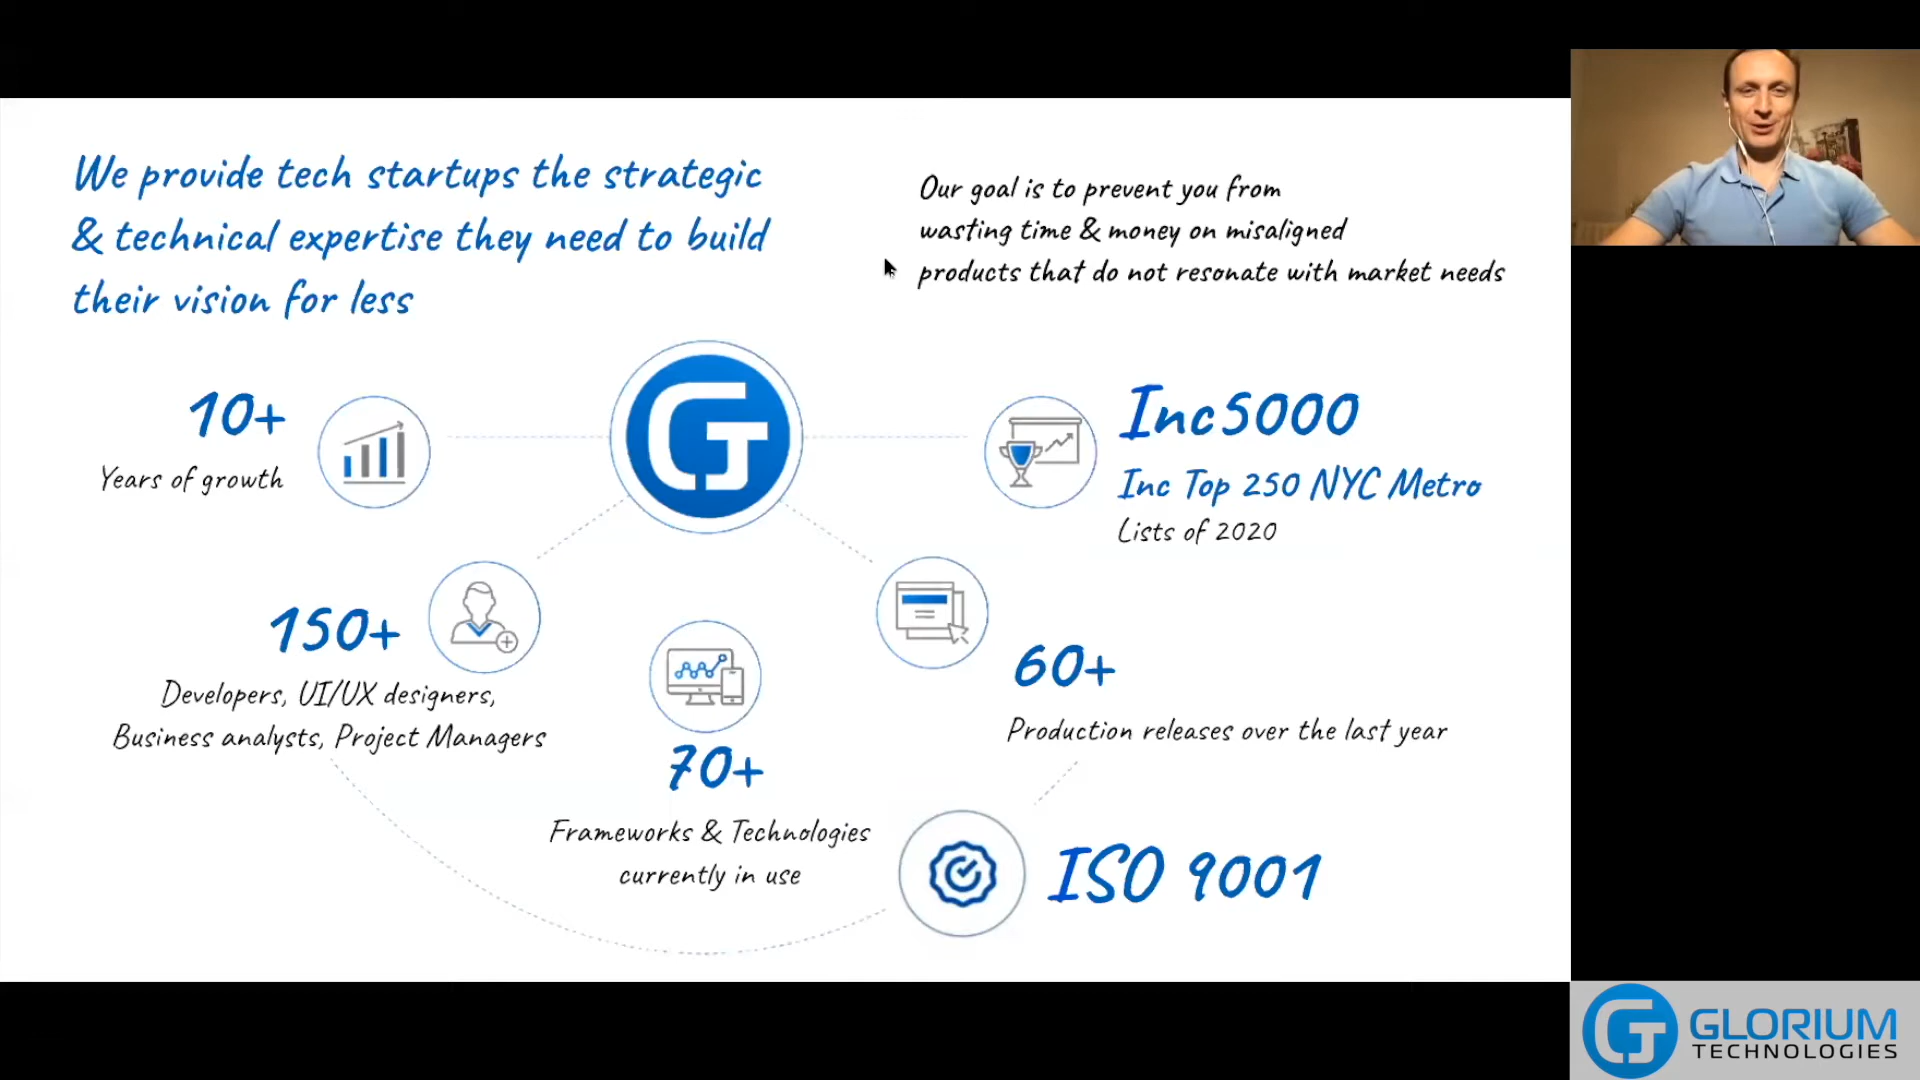 We provide tech startups the strategic
& technical expertise they need to build
their vision for less
Our goal is to prevent you from
wasting time & money on misaligned
products that do not resonate with market needs
10+
Years of growth
Inc5000
Inc Top 250 NYC Metro
Lists of 2020
150+
Developers, UI/UX designers,
Business analysts, Project Managers
60+
Production releases over the last year
70+
Frameworks & Technologies
currently in use
ISO 9001
GLORIUM
TECHNOLOGIES